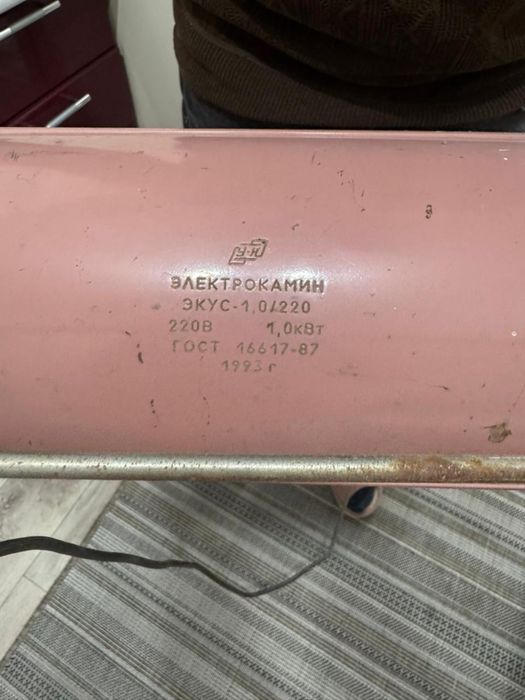 ЭЛЕКТРОКАМИН
ЭКУС-1,0/220
220В 1,0кВт
ГОСТ 16617-87
1993 г